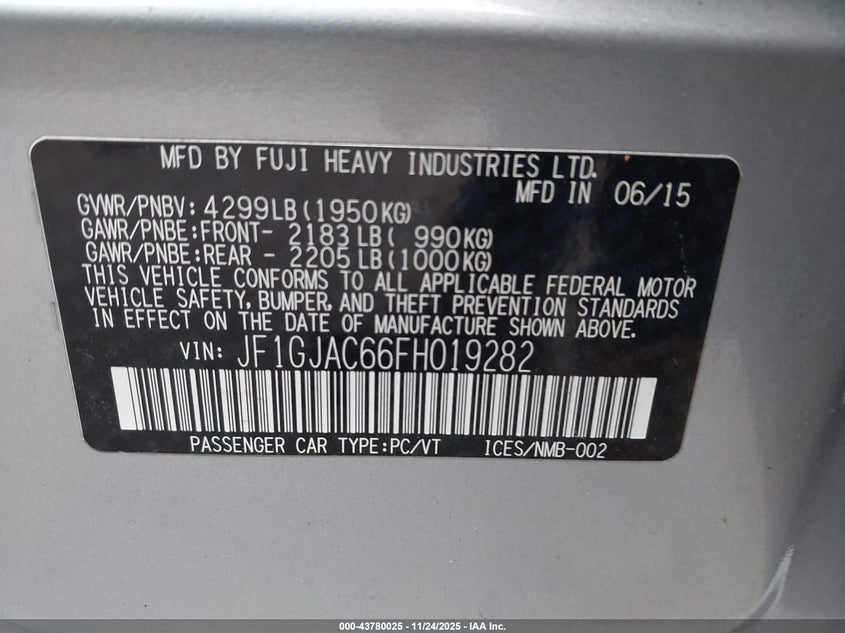 MFD BY FUJI HEAVY INDUSTRIES LTD.
MFD IN 06/15
GVWR/PNBV: 4299LB (1950KG)
GAWR/PNBE:FRONT- 2183LB( 990KG)
GAWR/PNBE:REAR - 2205LB(1000KG)
THIS VEHICLE CONFORMS TO ALL APPLICABLE FEDERAL MOTOR
VEHICLE SAFETY, BUMPER, AND THEFT PREVENTION STANDARDS
IN EFFECT ON THE DATE OF MANUFACTURE SHOWN ABOVE.
VIN: JF1GJAC66FH019282
PASSENGER CAR TYPE:PC/VT ICES/NMB-002
000-43780025 - 11/24/2025 - IAA Inc.